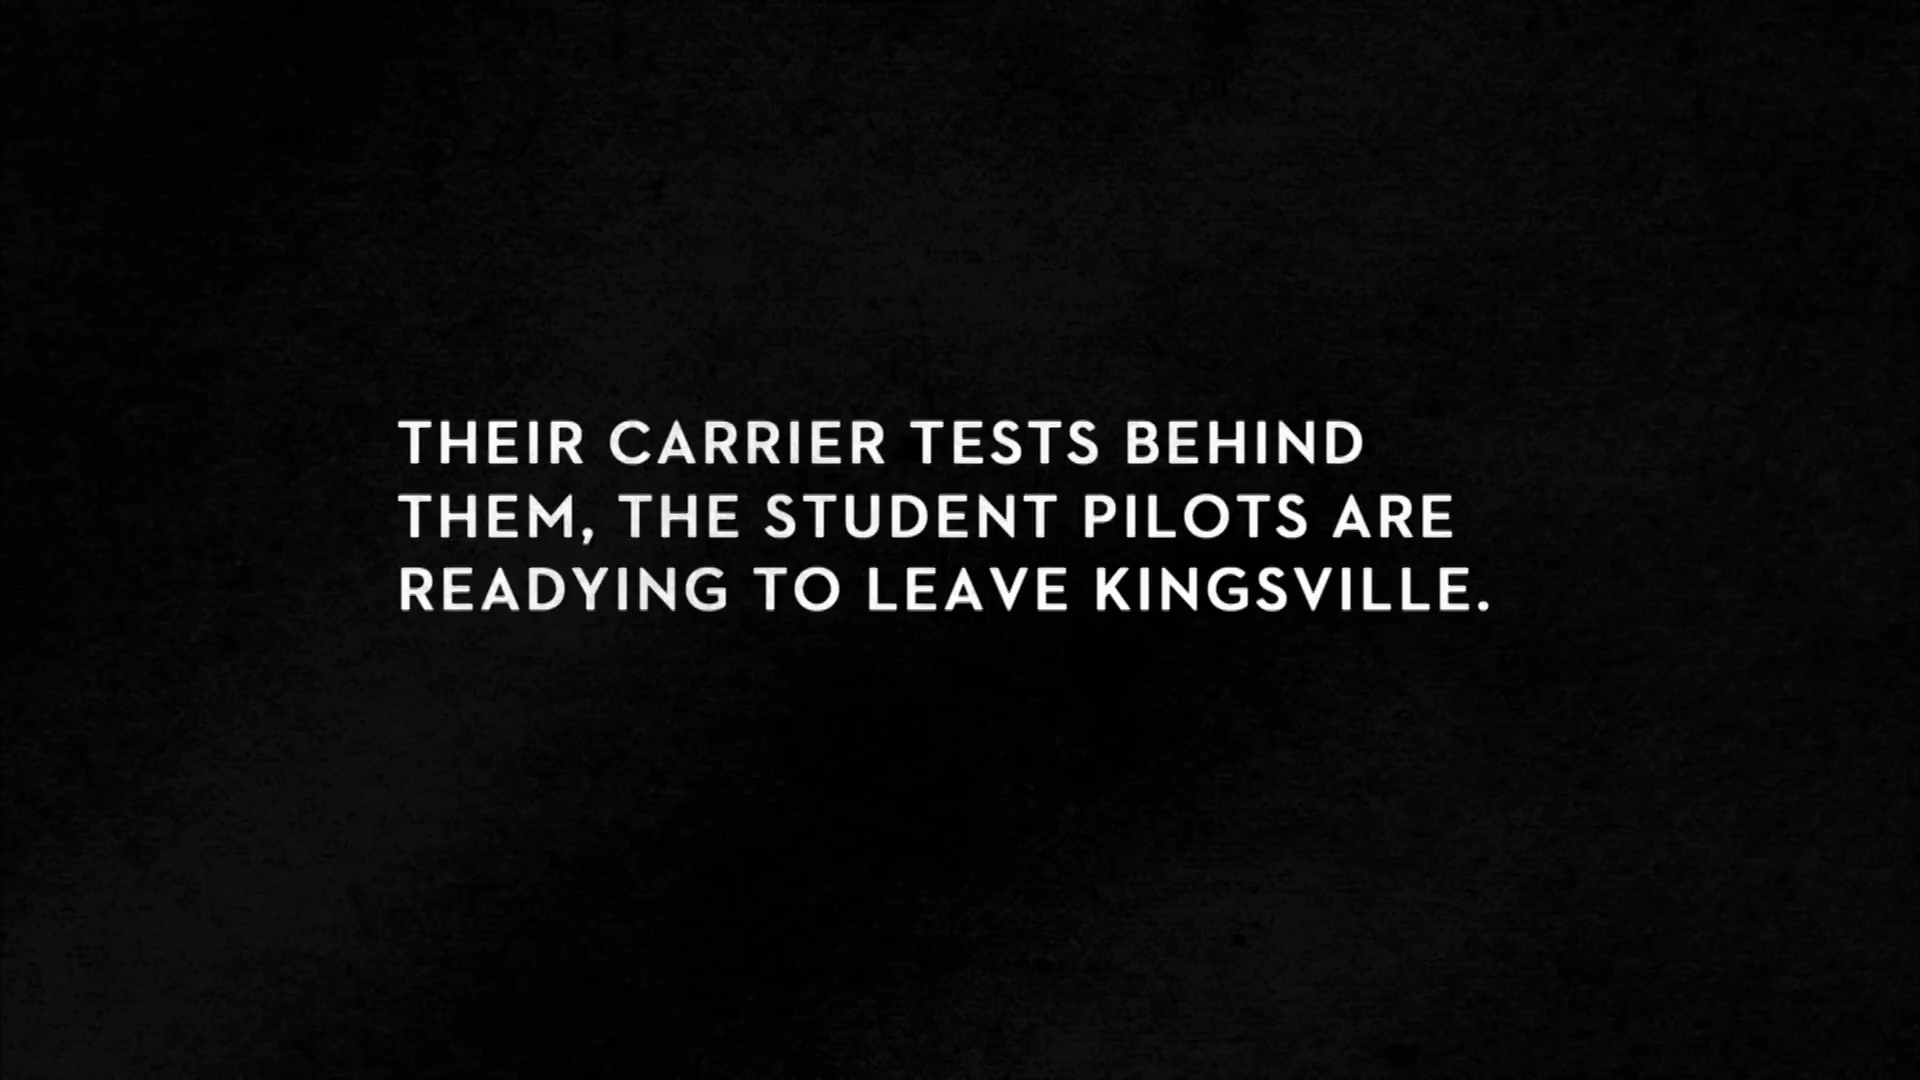 THEIR CARRIER TESTS BEHIND
THEM, THE STUDENT PILOTS ARE
READYING TO LEAVE KINGSVILLE.